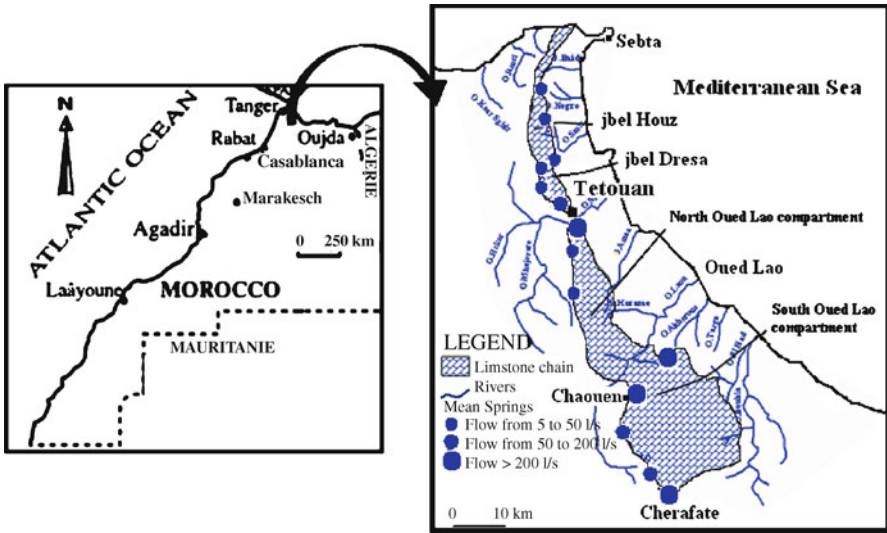 N
ATLANTIC OCEAN
Tanger
Rabat
Oujda
Casablanca
ALGERIE
Marakesch
Agadir
0 250 km
Laâyoune
MOROCCO
MAURITANIE
Sebta
Mediterranean Sea
jbel Houz
jbel Dresa
Tetouan
North Oued Lao compartment
Oued Lao
South Oued Lao
compartment
O.Laou
LEGEND
Limstone chain
Rivers
Mean Springs
Flow from 5 to 50 l/s
Flow from 50 to 200 l/s
Flow > 200 l/s
Chaouen
Cherafate
0 10 km